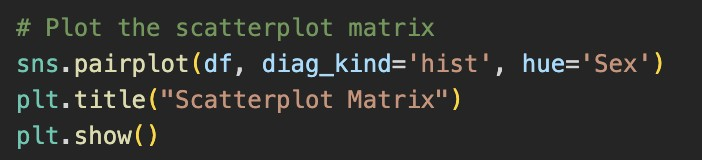 # Plot the scatterplot matrix
sns.pairplot(df, diag_kind='hist', hue='Sex')
plt.title("Scatterplot Matrix")
plt.show()